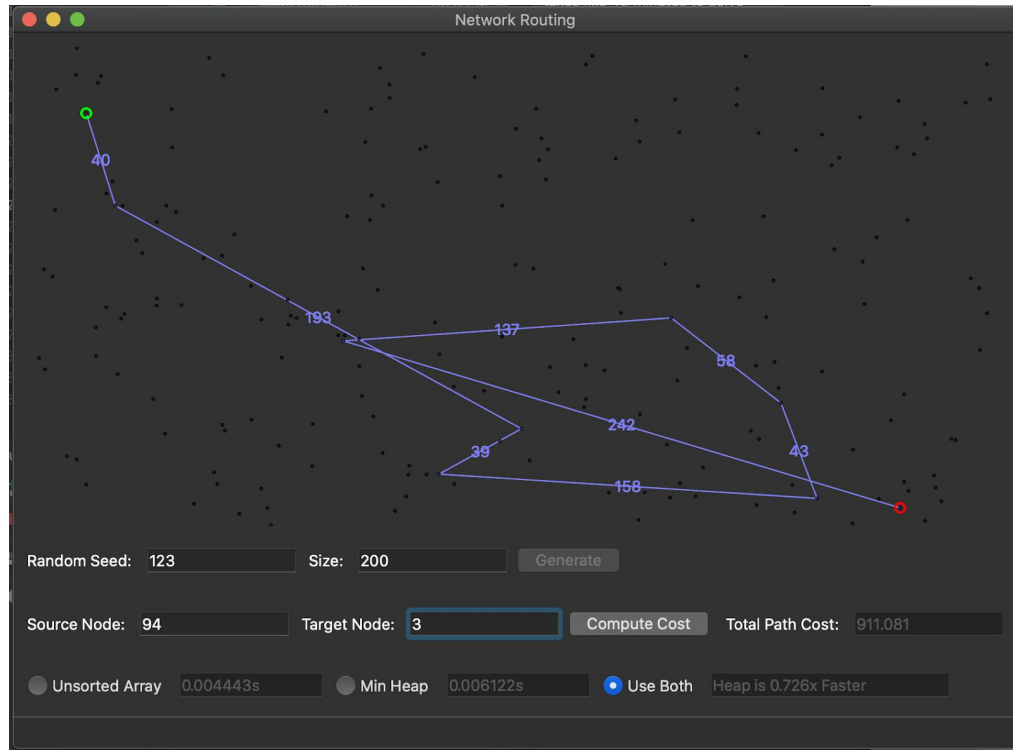 Network Routing
40
193
137
58
242
39
43
158
Random Seed: 123 Size: 200 Generate
Source Node: 94 Target Node: 3 Compute Cost Total Path Cost: 911.081
Unsorted Array 0.004443s Min Heap 0.006122s Use Both Heap is 0.726x Faster